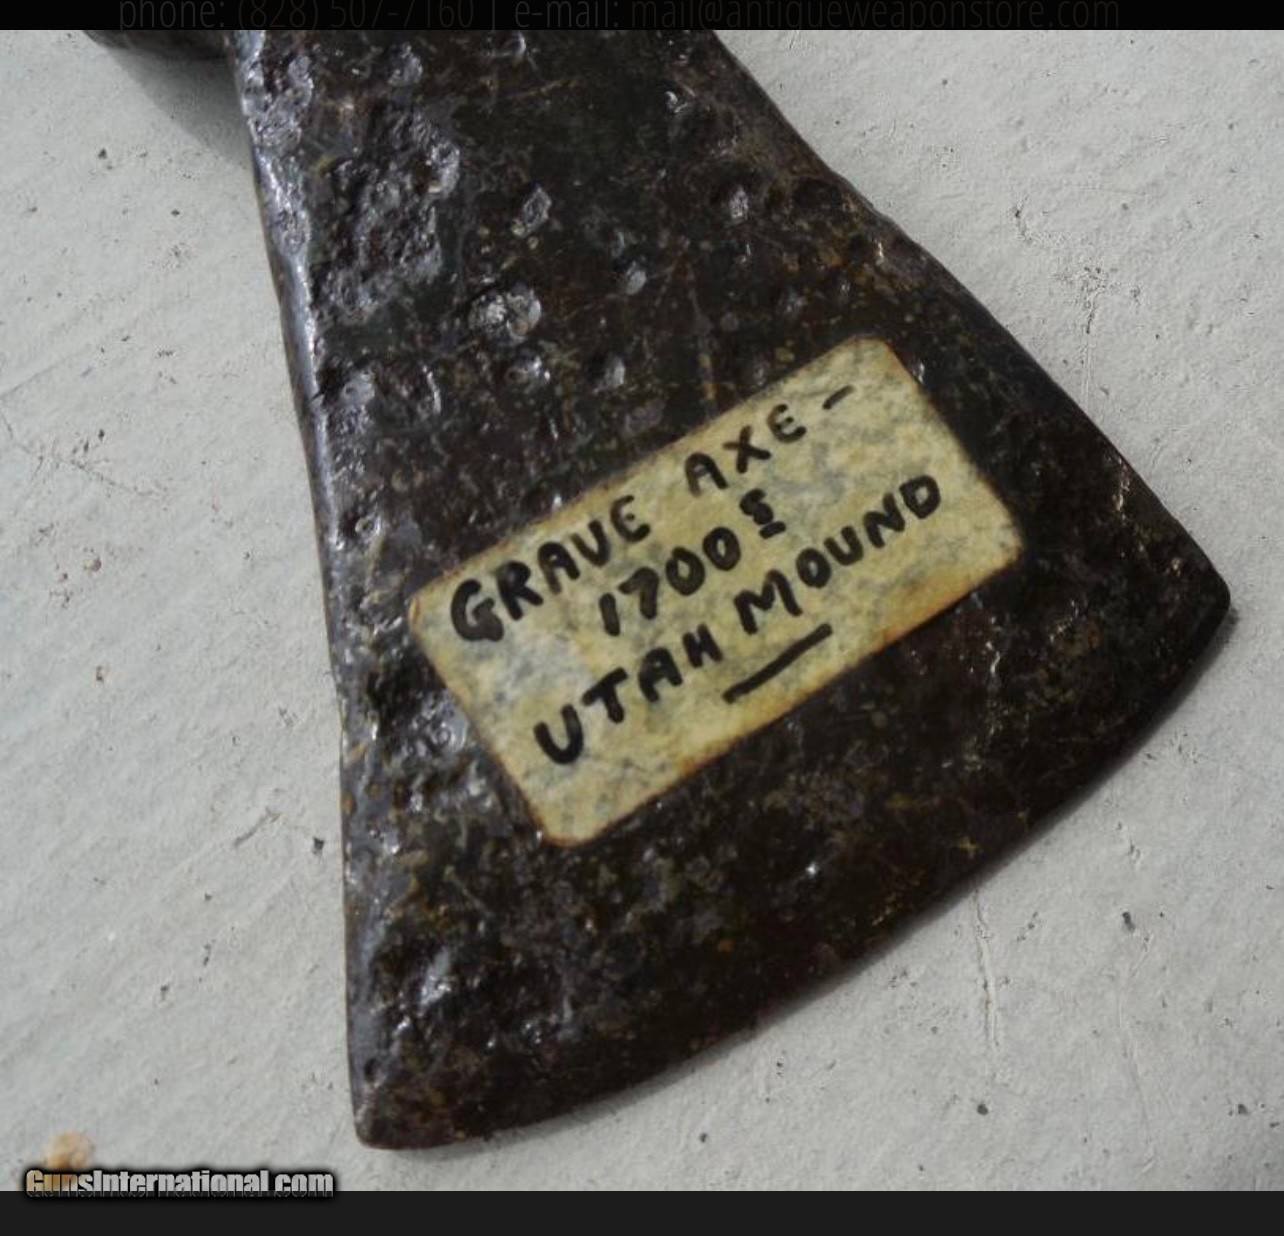 phone: (828) 507-7160 | e-mail: mail@antiqueweaponstore.com
GRAVE AXE -
1700s
UTAH MOUND
GunsInternational.com